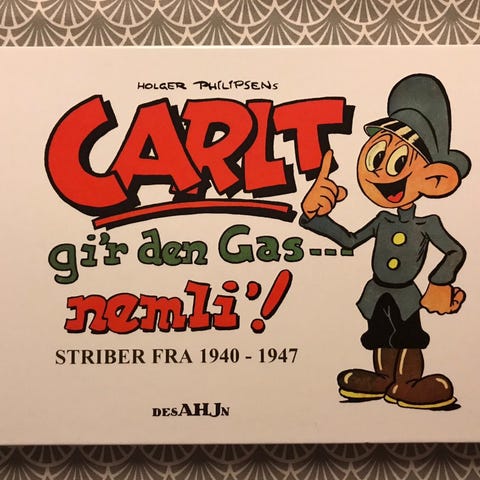 HOLGER PHILIPSENs
CARLT
gi'r den Gas...
nemli'!
STRIBER FRA 1940 - 1947
DESAHJN